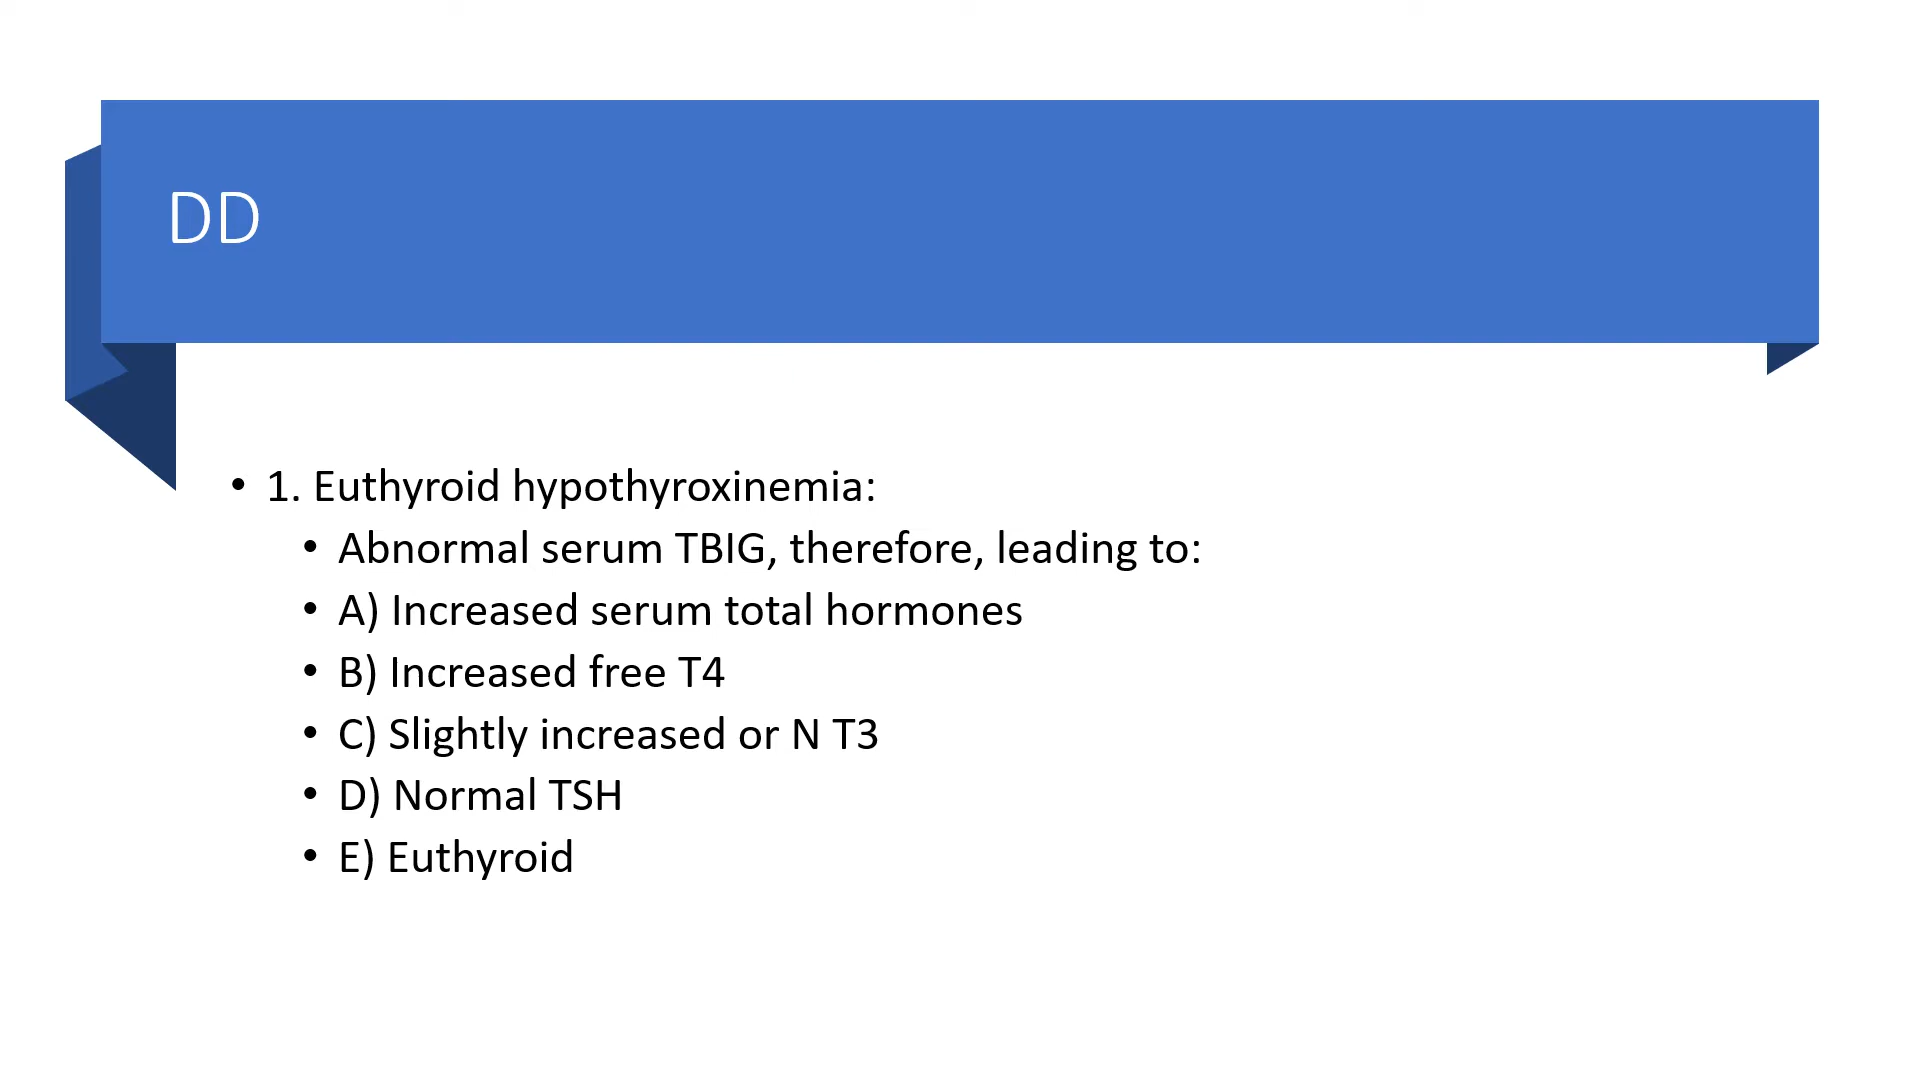 DD
• 1. Euthyroid hypothyroxinemia:
• Abnormal serum TBIG, therefore, leading to:
• A) Increased serum total hormones
• B) Increased free T4
• C) Slightly increased or N T3
• D) Normal TSH
• E) Euthyroid